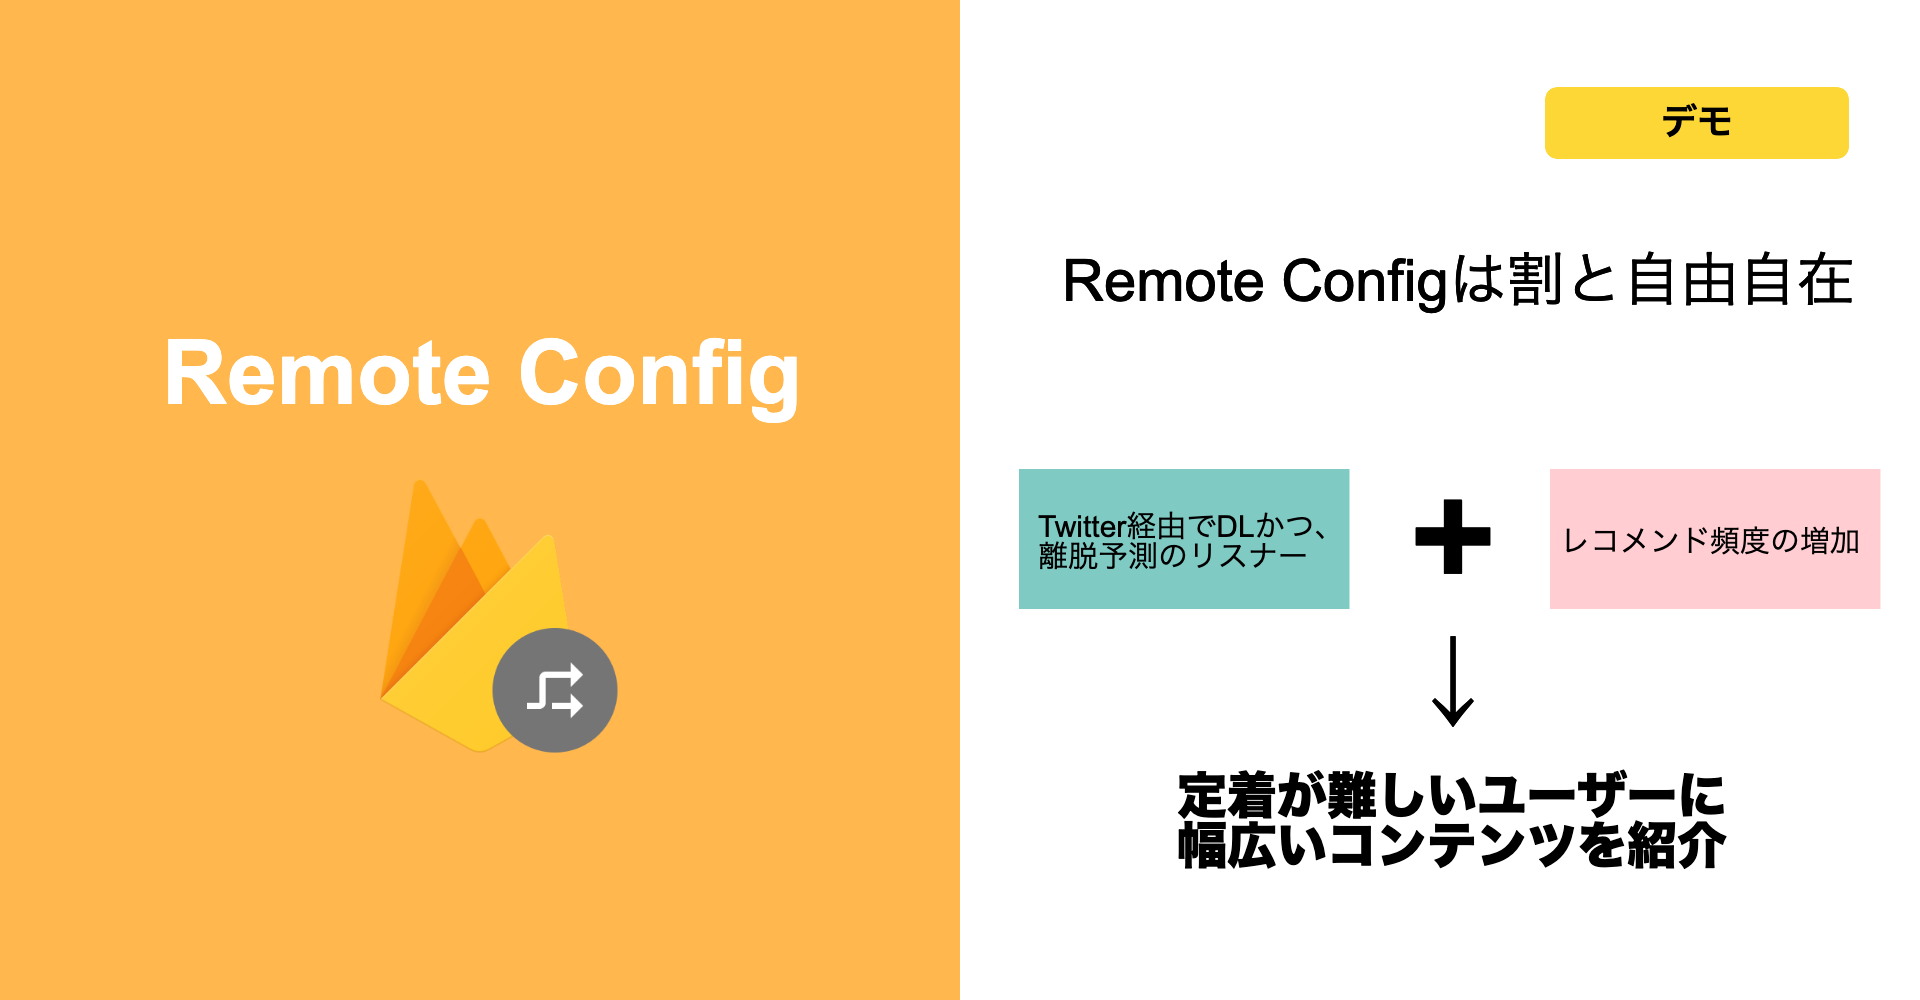 Remote Config
デモ
Remote Configは割と自由自在
Twitter経由でDLかつ、
離脱予測のリスナー
レコメンド頻度の増加
定着が難しいユーザーに
幅広いコンテンツを紹介